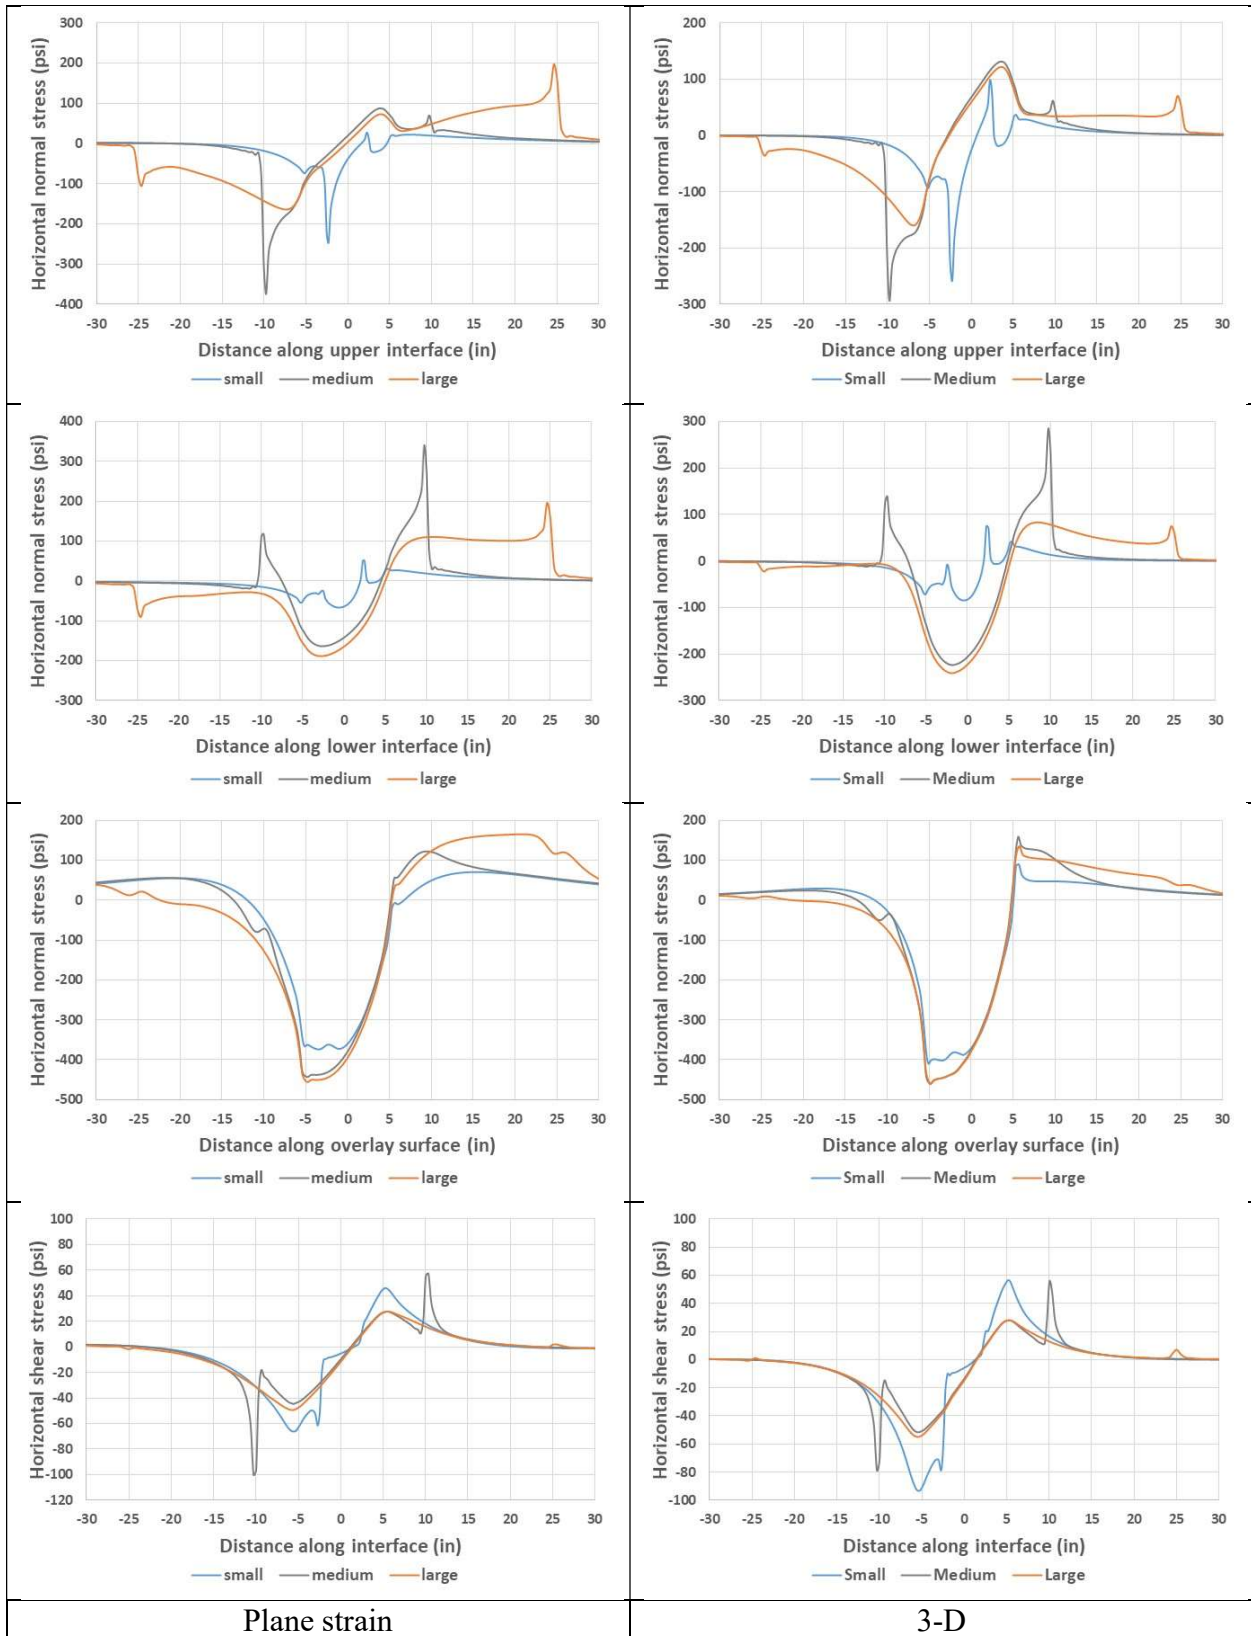 300
200
100
0
-100
-200
-300
-400
Horizontal normal stress (psi)
-30 -25 -20 -15 -10 -5 0 5 10 15 20 25 30
Distance along upper interface (in)
small medium large
200
100
0
-100
-200
-300
Horizontal normal stress (psi)
-30 -25 -20 -15 -10 -5 0 5 10 15 20 25 30
Distance along upper interface (in)
Small Medium Large
400
300
200
100
0
-100
-200
-300
Horizontal normal stress (psi)
-30 -25 -20 -15 -10 -5 0 5 10 15 20 25 30
Distance along lower interface (in)
small medium large
300
200
100
0
-100
-200
-300
Horizontal normal stress (psi)
-30 -25 -20 -15 -10 -5 0 5 10 15 20 25 30
Distance along lower interface (in)
Small Medium Large
200
100
0
-100
-200
-300
-400
-500
Horizontal normal stress (psi)
-30 -25 -20 -15 -10 -5 0 5 10 15 20 25 30
Distance along overlay surface (in)
small medium large
200
100
0
-100
-200
-300
-400
-500
Horizontal normal stress (psi)
-30 -25 -20 -15 -10 -5 0 5 10 15 20 25 30
Distance along overlay surface (in)
Small Medium Large
100
80
60
40
20
0
-20
-40
-60
-80
-100
-120
Horizontal shear stress (psi)
-30 -25 -20 -15 -10 -5 0 5 10 15 20 25 30
Distance along interface (in)
small medium large
100
80
60
40
20
0
-20
-40
-60
-80
-100
Horizontal shear stress (psi)
-30 -25 -20 -15 -10 -5 0 5 10 15 20 25 30
Distance along interface (in)
Small Medium Large
Plane strain
3-D